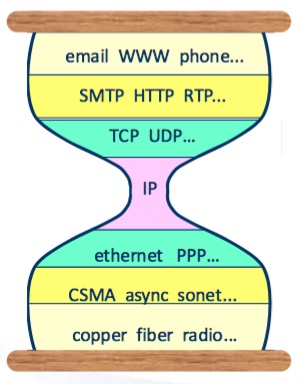 email WWW phone...
SMTP HTTP RTP...
TCP UDP...
IP
ethernet PPP...
CSMA async sonet...
copper fiber radio...